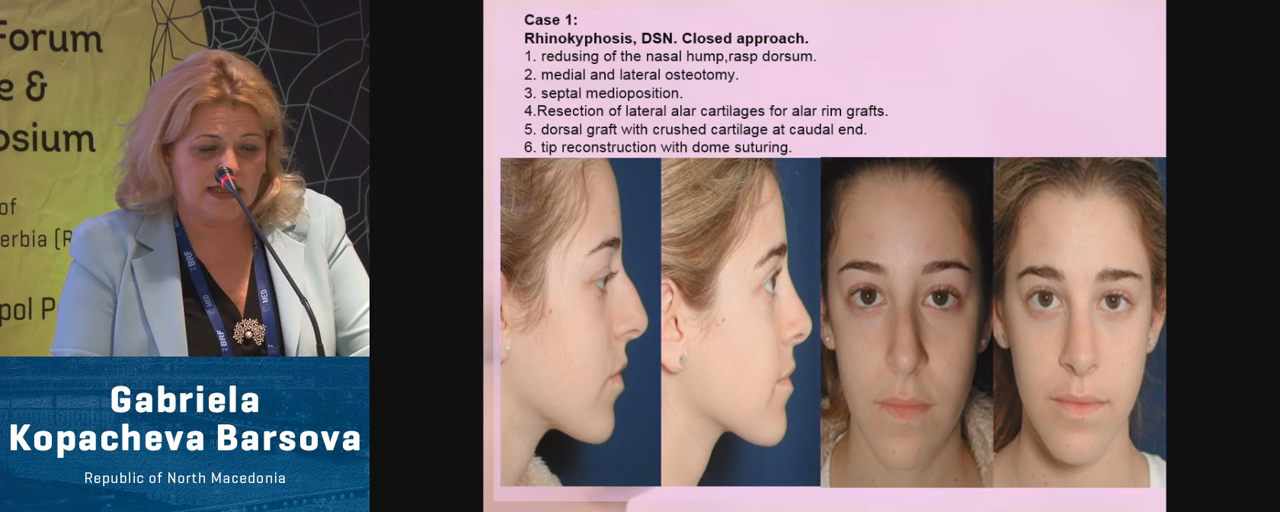 Forum
e &
osium
of
erbia (R
pol P
BRF
MED
BRF
Gabriela
Kopacheva Barsova
Republic of North Macedonia
Case 1:
Rhinokyphosis, DSN. Closed approach.
1. redusing of the nasal hump,rasp dorsum.
2. medial and lateral osteotomy.
3. septal medioposition.
4.Resection of lateral alar cartilages for alar rim grafts.
5. dorsal graft with crushed cartilage at caudal end.
6. tip reconstruction with dome suturing.